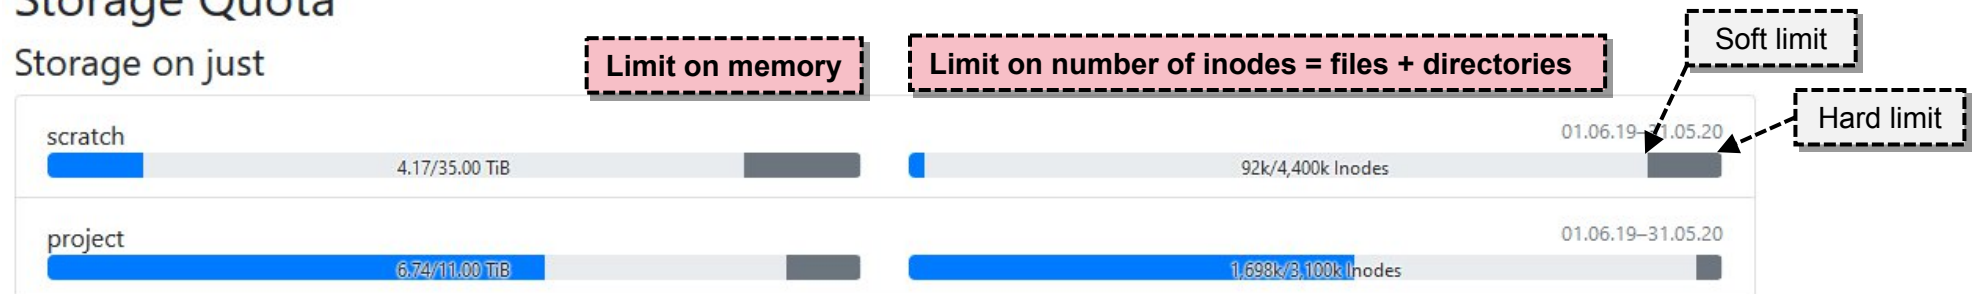 Storage Quota
Storage on just
Limit on memory
Limit on number of inodes = files + directories
Soft limit
Hard limit
scratch
01.06.19–31.05.20
4.17/35.00 TiB
92k/4,400k Inodes
project
01.06.19–31.05.20
6.74/11.00 TiB
1,698k/3,100k Inodes